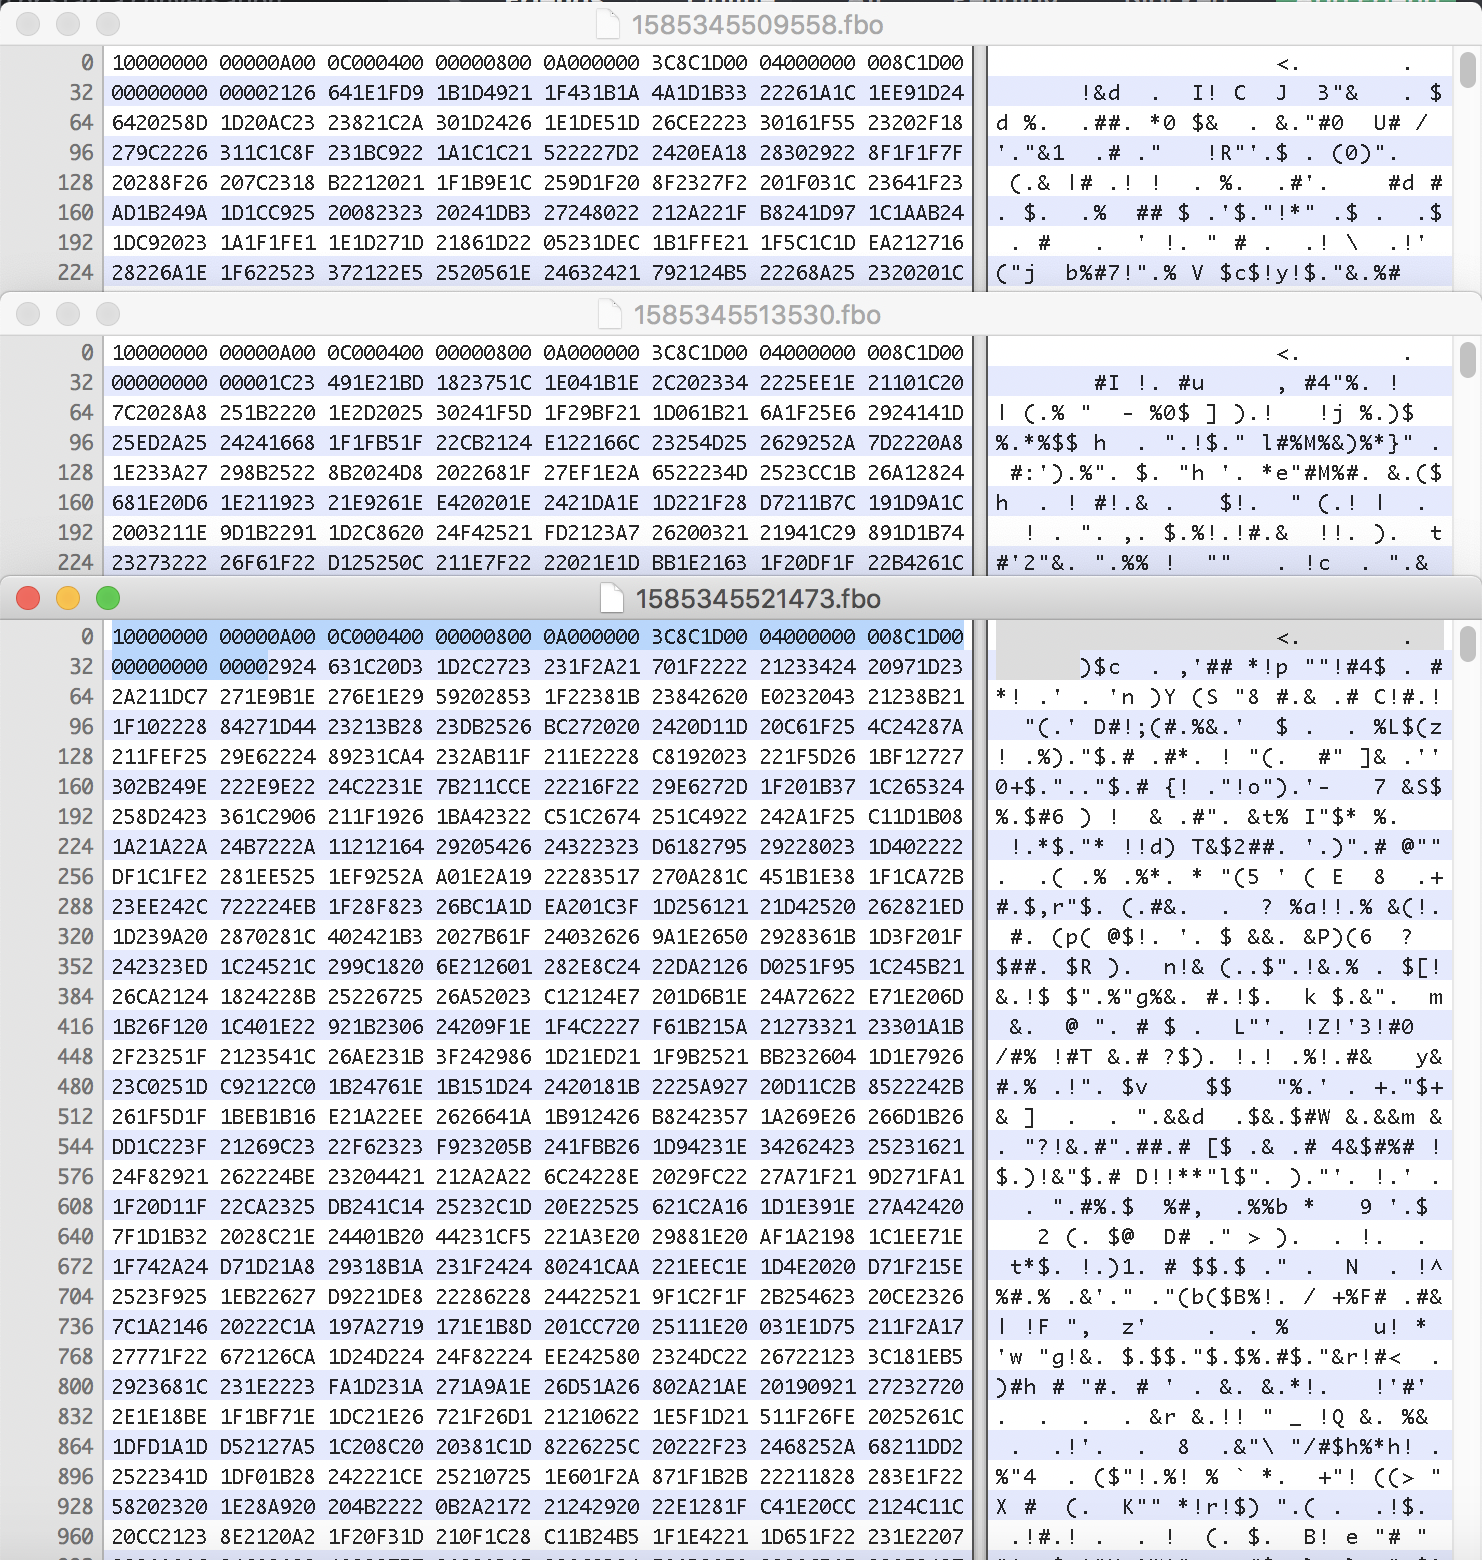 1585345509558.fbo
0 10000000 00000A00 0C000400 00000800 0A000000 3C8C1D00 04000000 008C1D00 <. .
32 00000000 00002126 641E1FD9 1B1D4921 1F431B1A 4A1D1B33 22261A1C 1EE91D24 !&d . I! C J 3"& . $
64 6420258D 1D20AC23 23821C2A 301D2426 1E1DE51D 26CE2223 30161F55 23202F18 d %. .##. *0 $& . &."#0 U# /
96 279C2226 311C1C8F 231BC922 1A1C1C21 522227D2 2420EA18 28302922 8F1F1F7F '."&1 .# ." !R"'.$ . (0)".
128 20288F26 207C2318 B2212021 1F1B9E1C 259D1F20 8F2327F2 201F031C 23641F23 (.& |# .! ! . %. .#'. #d #
160 AD1B249A 1D1CC925 20082323 20241DB3 27248022 212A221F B8241D97 1C1AAB24 . $. .% ## $ .'$."!*" .$ . .$
192 1DC92023 1A1F1FE1 1E1D271D 21861D22 05231DEC 1B1FFE21 1F5C1C1D EA212716 . # . ' !. " # . .! \ .!'
224 28226A1E 1F622523 372122E5 2520561E 24632421 792124B5 22268A25 2320201C ("j b%#7!".% V $c$!y!$."&.%#
1585345513530.fbo
0 10000000 00000A00 0C000400 00000800 0A000000 3C8C1D00 04000000 008C1D00 <. .
32 00000000 00001C23 491E21BD 1823751C 1E041B1E 2C202334 2225EE1E 21101C20 #I !. #u , #4"%. !
64 7C2028A8 251B2220 1E2D2025 30241F5D 1F29BF21 1D061B21 6A1F25E6 2924141D | (.% " - %0$ ] ).! !j %.)$
96 25ED2A25 24241668 1F1FB51F 22CB2124 E122166C 23254D25 2629252A 7D2220A8 %.*%$$ h . ".!$." l#%M%&)%*}" .
128 1E233A27 298B2522 8B2024D8 2022681F 27EF1E2A 6522234D 2523CC1B 26A12824 #:').%". $. "h '. *e"#M%#. &.($
160 681E20D6 1E211923 21E9261E E420201E 2421DA1E 1D221F28 D7211B7C 191D9A1C h . ! #!.& . $!. " (.! | .
192 2003211E 9D1B2291 1D2C8620 24F42521 FD2123A7 26200321 21941C29 891D1B74 ! . ". ,. $.%!.!#.& !!. ). t
224 23273222 26F61F22 D125250C 211E7F22 22021E1D BB1E2163 1F20DF1F 22B4261C #'2"&. ".%% ! "" . !c . ".&
1585345521473.fbo
0 10000000 00000A00 0C000400 00000800 0A000000 3C8C1D00 04000000 008C1D00 <. .
32 00000000 00002924 631C20D3 1D2C2723 231F2A21 701F2222 21233424 20971D23 )$c . ,'## *!p ""!#4$ . #
64 2A211DC7 271E9B1E 276E1E29 59202853 1F22381B 23842620 E0232043 21238B21 *! .' . 'n )Y (S "8 #.& .# C!#.!
96 1F102228 84271D44 23213B28 23DB2526 BC272020 2420D11D 20C61F25 4C24287A "(.' D#!;(#.%&.' $ . . %L$(z
128 211FEF25 29E62224 89231CA4 232AB11F 211E2228 C8192023 221F5D26 1BF12727 ! .%)."$.# .#*. ! "(. #" ]& .''
160 302B249E 222E9E22 24C2231E 7B211CCE 22216F22 29E6272D 1F201B37 1C265324 0+$.".."$.# {! ."!o").'- 7 &S$
192 258D2423 361C2906 211F1926 1BA42322 C51C2674 251C4922 242A1F25 C11D1B08 %.$#6 ) ! & .#". &t% I"$* %.
224 1A21A22A 24B7222A 11212164 29205426 24322323 D6182795 29228023 1D402222 !.*$."* !!d) T&$2##. '.)".# @""
256 DF1C1FE2 281EE525 1EF9252A A01E2A19 22283517 270A281C 451B1E38 1F1CA72B . .( .% .%*. * "(5 ' ( E 8 .+
288 23EE242C 722224EB 1F28F823 26BC1A1D EA201C3F 1D256121 21D42520 262821ED #.$,r"$. (.#&. . ? %a!!.% &(!.
320 1D239A20 2870281C 402421B3 2027B61F 24032626 9A1E2650 2928361B 1D3F201F #. (p( @$!. '. $ &&. &P)(6 ?
352 242323ED 1C24521C 299C1820 6E212601 282E8C24 22DA2126 D0251F95 1C245B21 $##. $R ). n!& (..$".!&.% . $[!
384 26CA2124 1824228B 25226725 26A52023 C12124E7 201D6B1E 24A72622 E71E206D &.!$ $".%"g%&. #.!$. k $.&". m
416 1B26F120 1C401E22 921B2306 24209F1E 1F4C2227 F61B215A 21273321 23301A1B &. @ ". # $ . L"'. !Z!'3!#0
448 2F23251F 2123541C 26AE231B 3F242986 1D21ED21 1F9B2521 BB232604 1D1E7926 /#% !#T &.# ?$). !.! .%!.#& y&
480 23C0251D C92122C0 1B24761E 1B151D24 2420181B 2225A927 20D11C2B 8522242B #.% .!". $v $$ "%.' . +."$+
512 261F5D1F 1BEB1B16 E21A22EE 2626641A 1B912426 B8242357 1A269E26 266D1B26 & ] . . ".&&d .$&.$#W &.&&m &
544 DD1C223F 21269C23 22F62323 F923205B 241FBB26 1D94231E 34262423 25231621 . "?!&.#".##.# [$ .& .# 4&$#%# !
576 24F82921 262224BE 23204421 212A2A22 6C24228E 2029FC22 27A71F21 9D271FA1 $.)!&"$.# D!!**"l$". )."'. !.' .
608 1F20D11F 22CA2325 DB241C14 25232C1D 20E22525 621C2A16 1D1E391E 27A42420 . ".#%.$ %#, .%%b * 9 '.$
640 7F1D1B32 2028C21E 24401B20 44231CF5 221A3E20 29881E20 AF1A2198 1C1EE71E 2 (. $@ D# ." > ). . !. .
672 1F742A24 D71D21A8 29318B1A 231F2424 80241CAA 221EEC1E 1D4E2020 D71F215E t*$. !.)1. # $$.$ ." . N . !^
704 2523F925 1EB22627 D9221DE8 22286228 24422521 9F1C2F1F 2B254623 20CE2326 %#.% .&'." ."(b($B%!. / +%F# .#&
736 7C1A2146 20222C1A 197A2719 171E1B8D 201CC720 25111E20 031E1D75 211F2A17 | !F ", z' . . % u! *
768 27771F22 672126CA 1D24D224 24F82224 EE242580 2324DC22 26722123 3C181EB5 'w "g!&. $.$$."$.$%.#$."&r!#< .
800 2923681C 231E2223 FA1D231A 271A9A1E 26D51A26 802A21AE 20190921 27232720 )#h # "#. # ' . &. &.*!. !'#'
832 2E1E18BE 1F1BF71E 1DC21E26 721F26D1 21210622 1E5F1D21 511F26FE 2025261C . . . . &r &.!! " _ !Q &. %&
864 1DFD1A1D D52127A5 1C208C20 20381C1D 8226225C 20222F23 2468252A 68211DD2 . .!'. . 8 .&"\ "/#$h%*h! .
896 2522341D 1DF01B28 242221CE 25210725 1E601F2A 871F1B2B 22211828 283E1F22 %"4 . ($"!.%! % ` *. +"! ((> "
928 58202320 1E28A920 204B2222 0B2A2172 21242920 22E1281F C41E20CC 2124C11C X # (. K"" *!r!$) ".( . .!$.
960 20CC2123 8E2120A2 1F20F31D 210F1C28 C11B24B5 1F1E4221 1D651F22 231E2207 .!#.! . ! (. $. B! e "# "